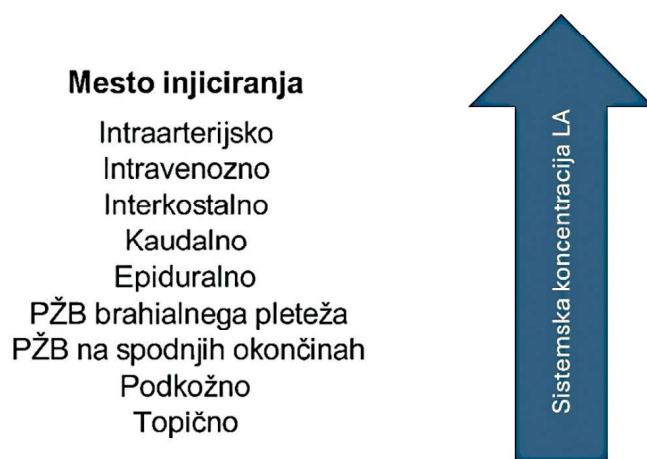 Mesto injiciranja
Intraarterijsko
Intravenozno
Interkostalno
Kaudalno
Epiduralno
PŽB brahialnega pleteža
PŽB na spodnjih okončinah
Podkožno
Topično
Sistemska koncentracija LA